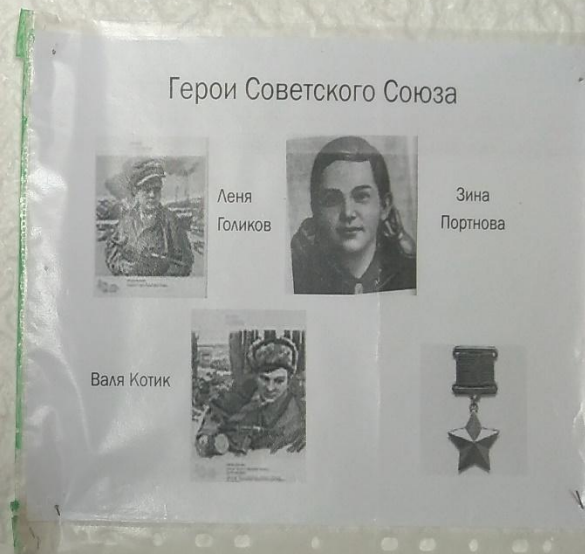 Герои Советского Союза
Леня
Голиков
Зина
Портнова
Валя Котик